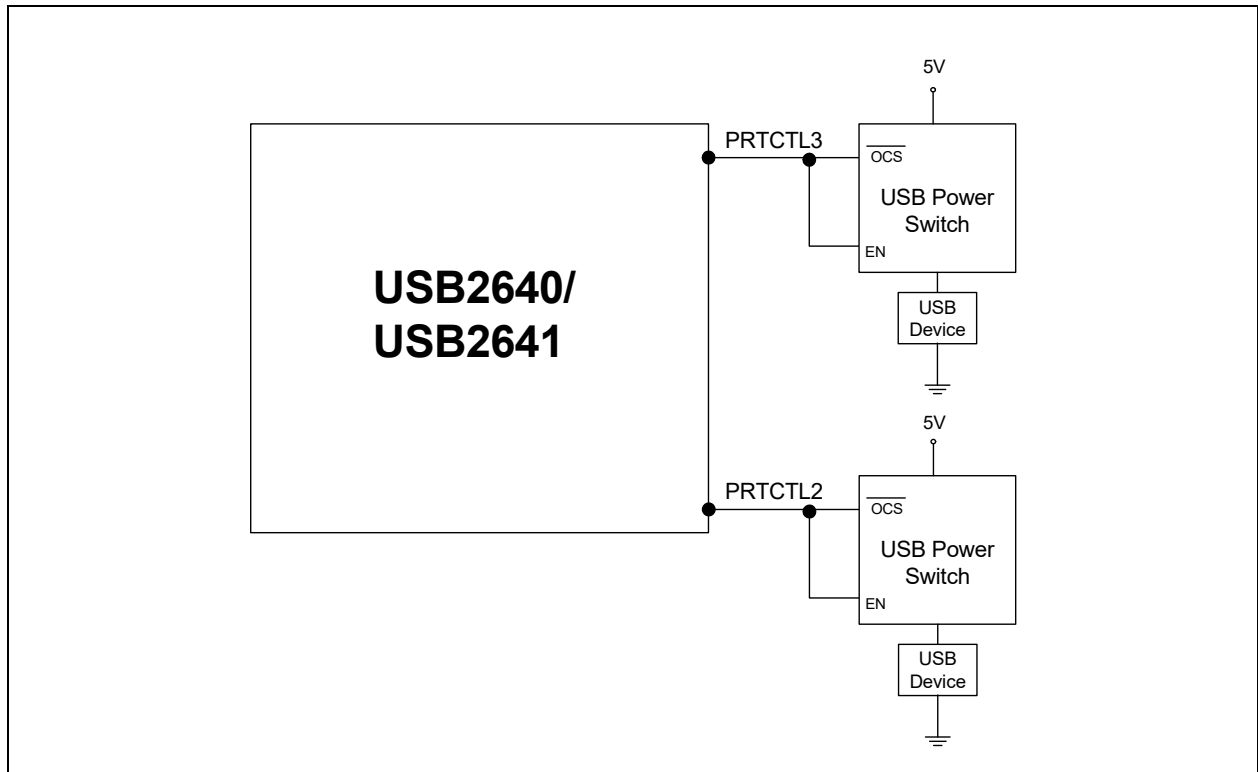 5V
PRTCTL3
OCS
USB Power
Switch
EN
USB2640/
USB2641
USB
Device
5V
PRTCTL2
OCS
USB Power
Switch
EN
USB
Device